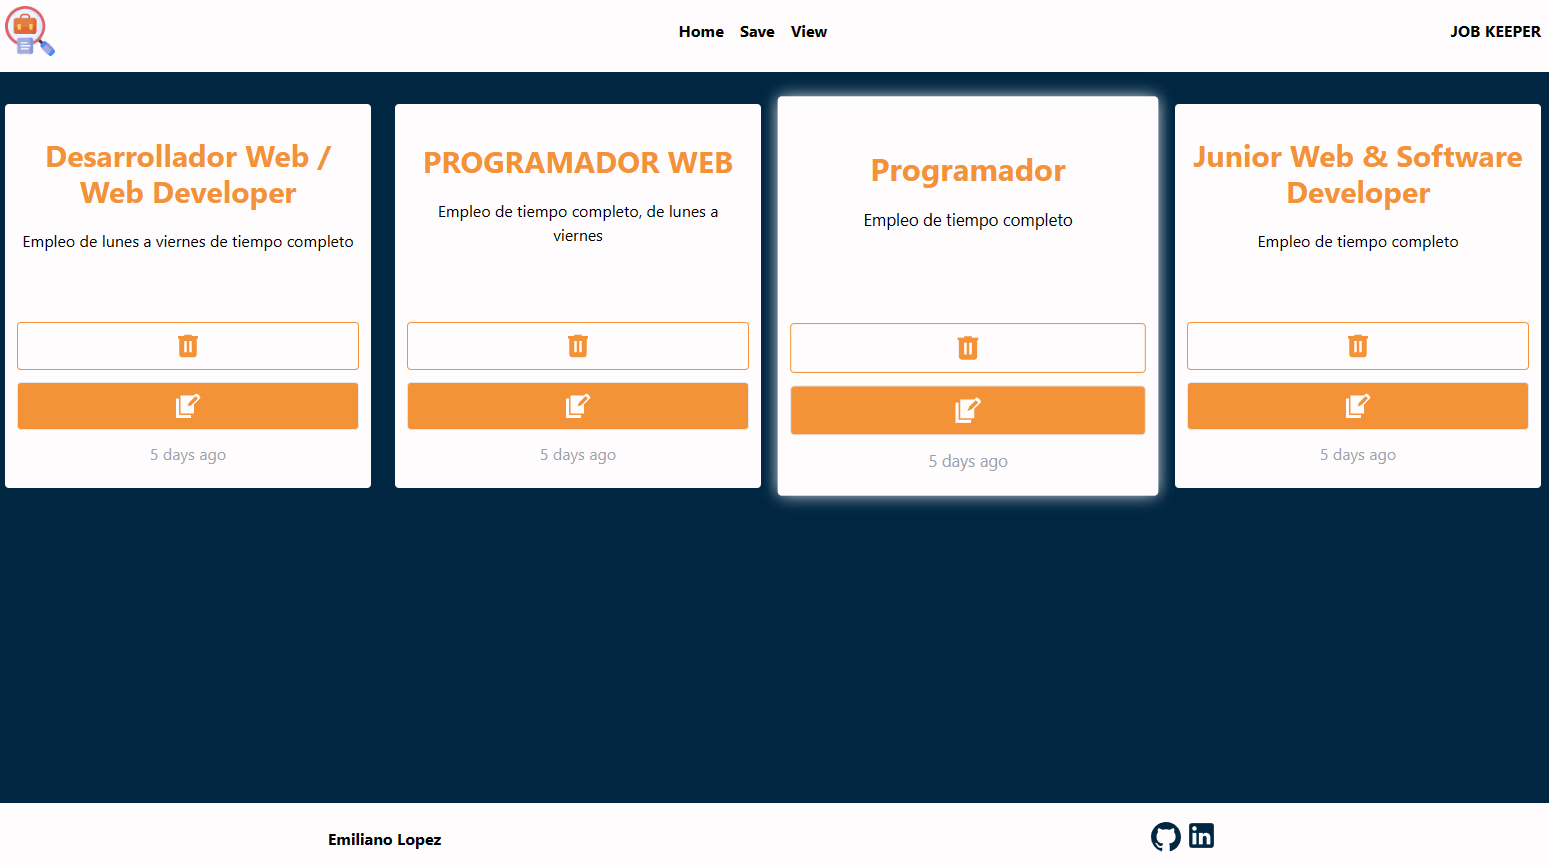 Home Save View
JOB KEEPER
Desarrollador Web /
Web Developer
Empleo de lunes a viernes de tiempo completo
5 days ago
PROGRAMADOR WEB
Empleo de tiempo completo, de lunes a
viernes
5 days ago
Programador
Empleo de tiempo completo
5 days ago
Junior Web & Software
Developer
Empleo de tiempo completo
5 days ago
Emiliano Lopez